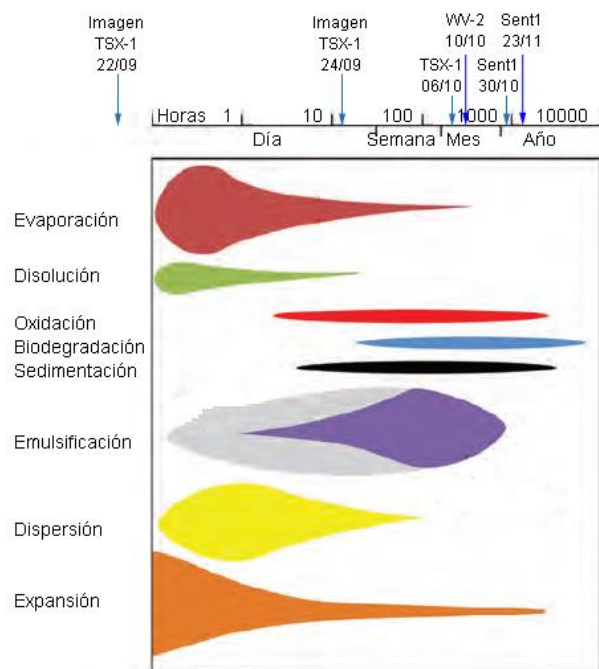 Imagen
TSX-1
22/09
Imagen
TSX-1
24/09
WV-2
10/10
Sent1
23/11
TSX-1
06/10
Sent1
30/10
Horas 1 10 100 1000 10000
Día Semana Mes Año
Evaporación
Disolución
Oxidación
Biodegradación
Sedimentación
Emulsificación
Dispersión
Expansión